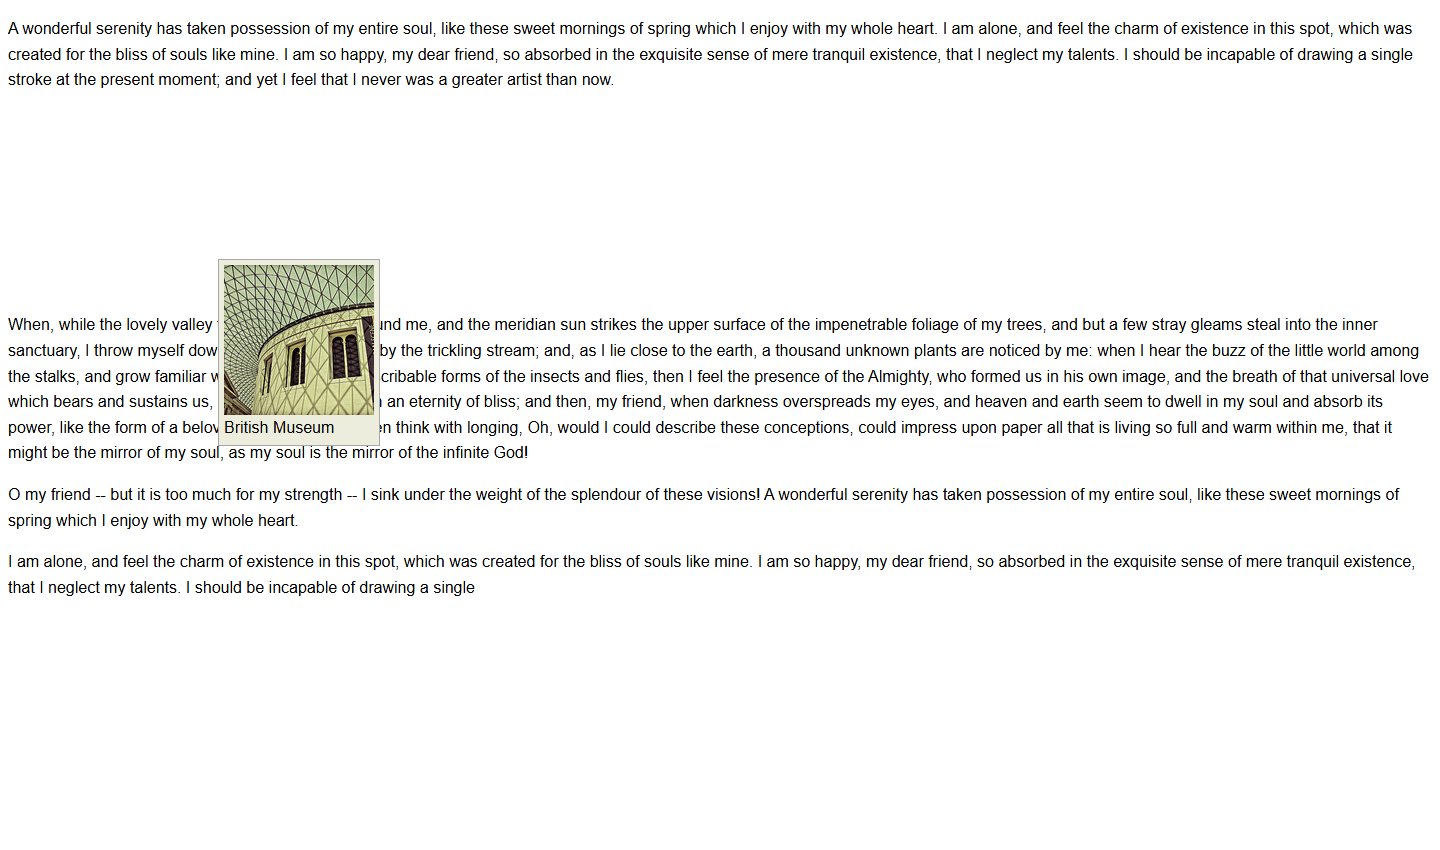 A wonderful serenity has taken possession of my entire soul, like these sweet mornings of spring which I enjoy with my whole heart. I am alone, and feel the charm of existence in this spot, which was
created for the bliss of souls like mine. I am so happy, my dear friend, so absorbed in the exquisite sense of mere tranquil existence, that I neglect my talents. I should be incapable of drawing a single
stroke at the present moment; and yet I feel that I never was a greater artist than now.
When, while the lovely valley me, and the meridian sun strikes the upper surface of the impenetrable foliage of my trees, and but a few stray gleams steal into the inner
sanctuary, I throw myself by the trickling stream; and, as I lie close to the earth, a thousand unknown plants are noticed by me: when I hear the buzz of the little world among
the stalks, and grow familiar forms of the insects and flies, then I feel the presence of the Almighty, who formed us in his own image, and the breath of that universal love
which bears and sustains us, an eternity of bliss; and then, my friend, when darkness overspreads my eyes, and heaven and earth seem to dwell in my soul and absorb its
power, like the form of a British Museum think with longing, Oh, would I could describe these conceptions, could impress upon paper all that is living so full and warm within me, that it
might be the mirror of my soul, as my soul is the mirror of the infinite God!
O my friend -- but it is too much for my strength -- I sink under the weight of the splendour of these visions! A wonderful serenity has taken possession of my entire soul, like these sweet mornings of
spring which I enjoy with my whole heart.
I am alone, and feel the charm of existence in this spot, which was created for the bliss of souls like mine. I am so happy, my dear friend, so absorbed in the exquisite sense of mere tranquil existence,
that I neglect my talents. I should be incapable of drawing a single